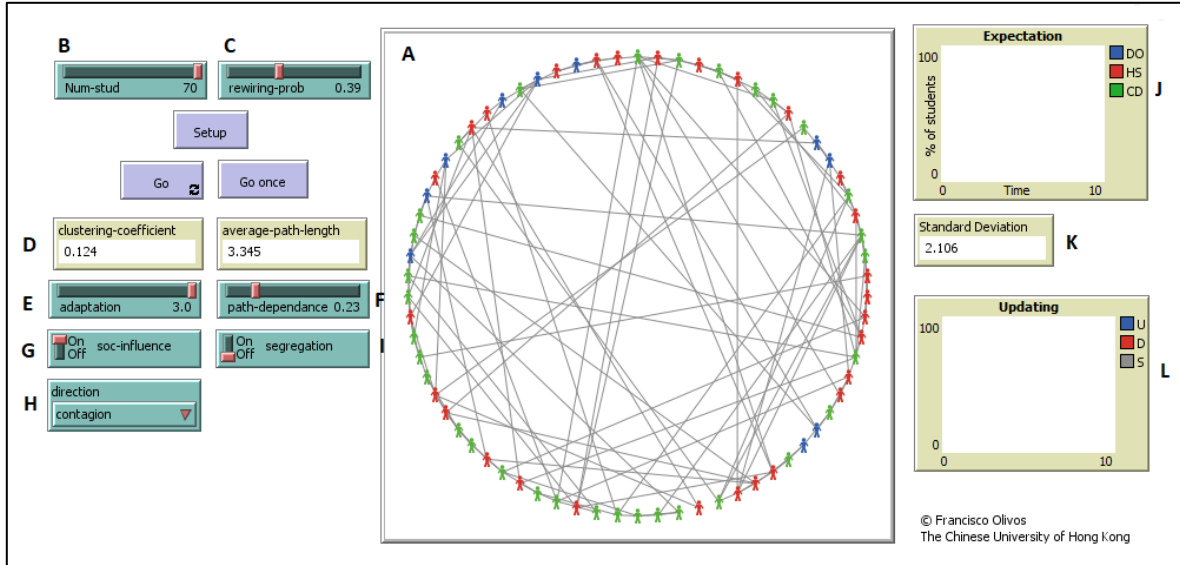 B
C
A
Num-stud 70
rewiring-prob 0.39
Setup
Go
Go once
D
clustering-coefficient
0.124
average-path-length
3.345
E
adaptation 3.0
path-dependance 0.23
F
G
On
Off
soc-influence
On
Off
segregation
I
H
direction
contagion
Expectation
100
% of students
0
0 Time 10
DO
HS
CD
J
Standard Deviation
2.106
K
Updating
100
0
0 10
U
D
S
L
© Francisco Olivos
The Chinese University of Hong Kong